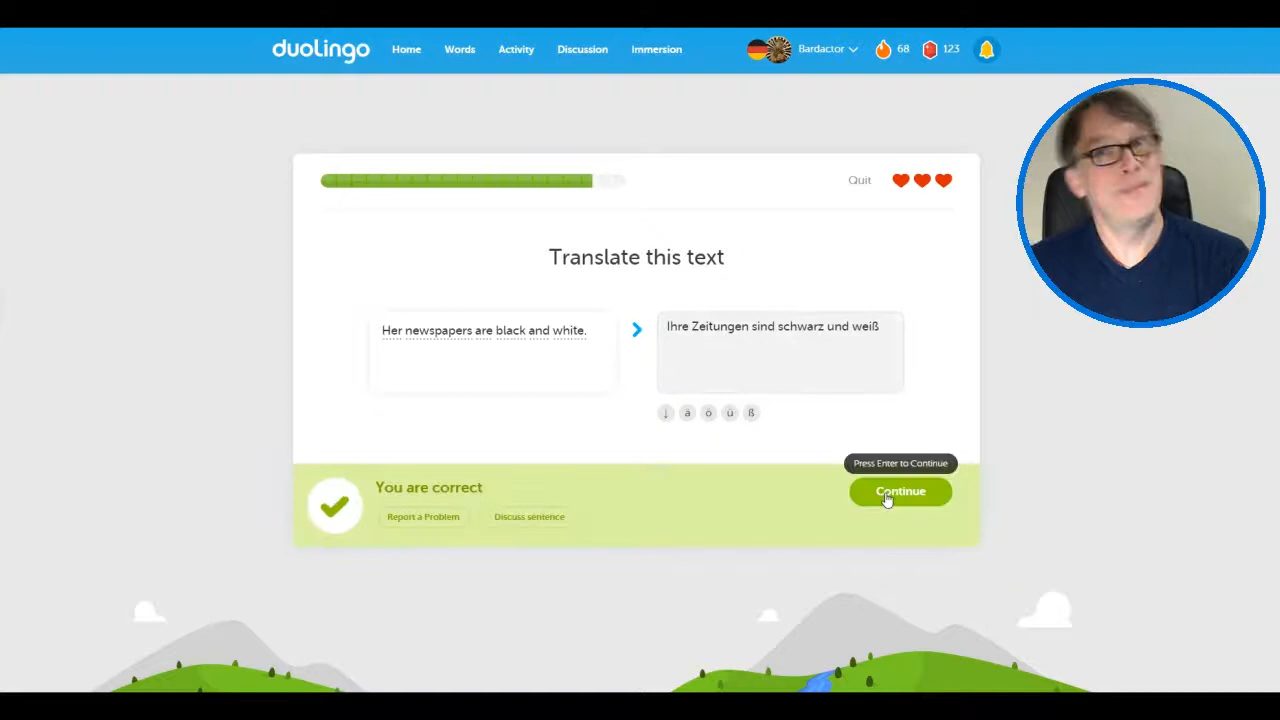 duolingo Home Words Activity Discussion Immersion Bardactor 68 123
Quit
Translate this text
Her newspapers are black and white.
Ihre Zeitungen sind schwarz und weiß
↓ ä ö ü ß
Press Enter to Continue
You are correct
Continue
Report a Problem Discuss sentence